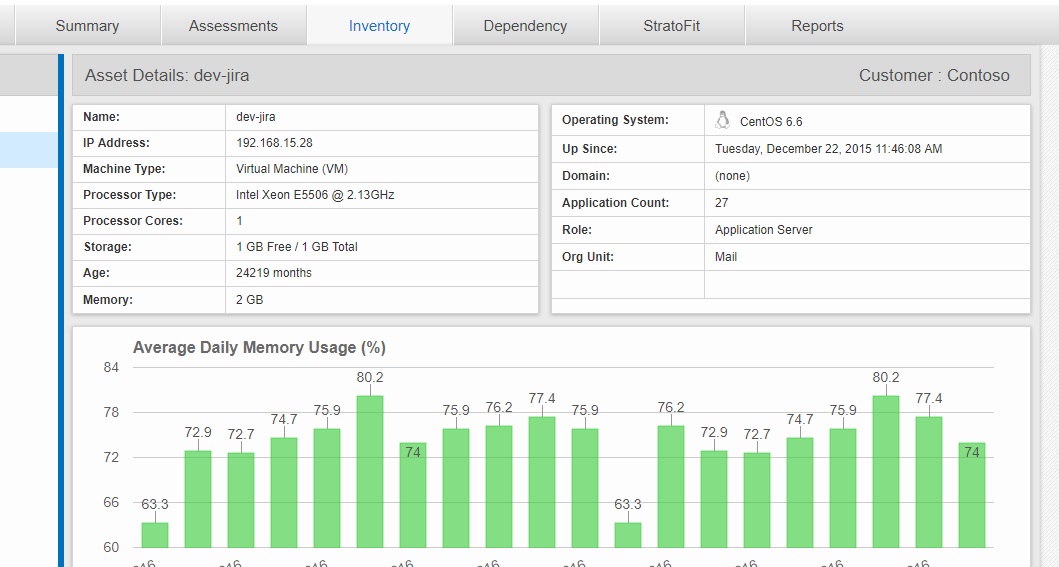 Summary Assessments Inventory Dependency StratoFit Reports
Asset Details: dev-jira Customer : Contoso
Name: dev-jira
IP Address: 192.168.15.28
Machine Type: Virtual Machine (VM)
Processor Type: Intel Xeon E5506 @ 2.13GHz
Processor Cores: 1
Storage: 1 GB Free / 1 GB Total
Age: 24219 months
Memory: 2 GB
Operating System: CentOS 6.6
Up Since: Tuesday, December 22, 2015 11:46:08 AM
Domain: (none)
Application Count: 27
Role: Application Server
Org Unit: Mail
Average Daily Memory Usage (%)
84
78
72
66
60
63.3 72.9 72.7 74.7 75.9 80.2 74 75.9 76.2 77.4 75.9 63.3 76.2 72.9 72.7 74.7 75.9 80.2 77.4 74